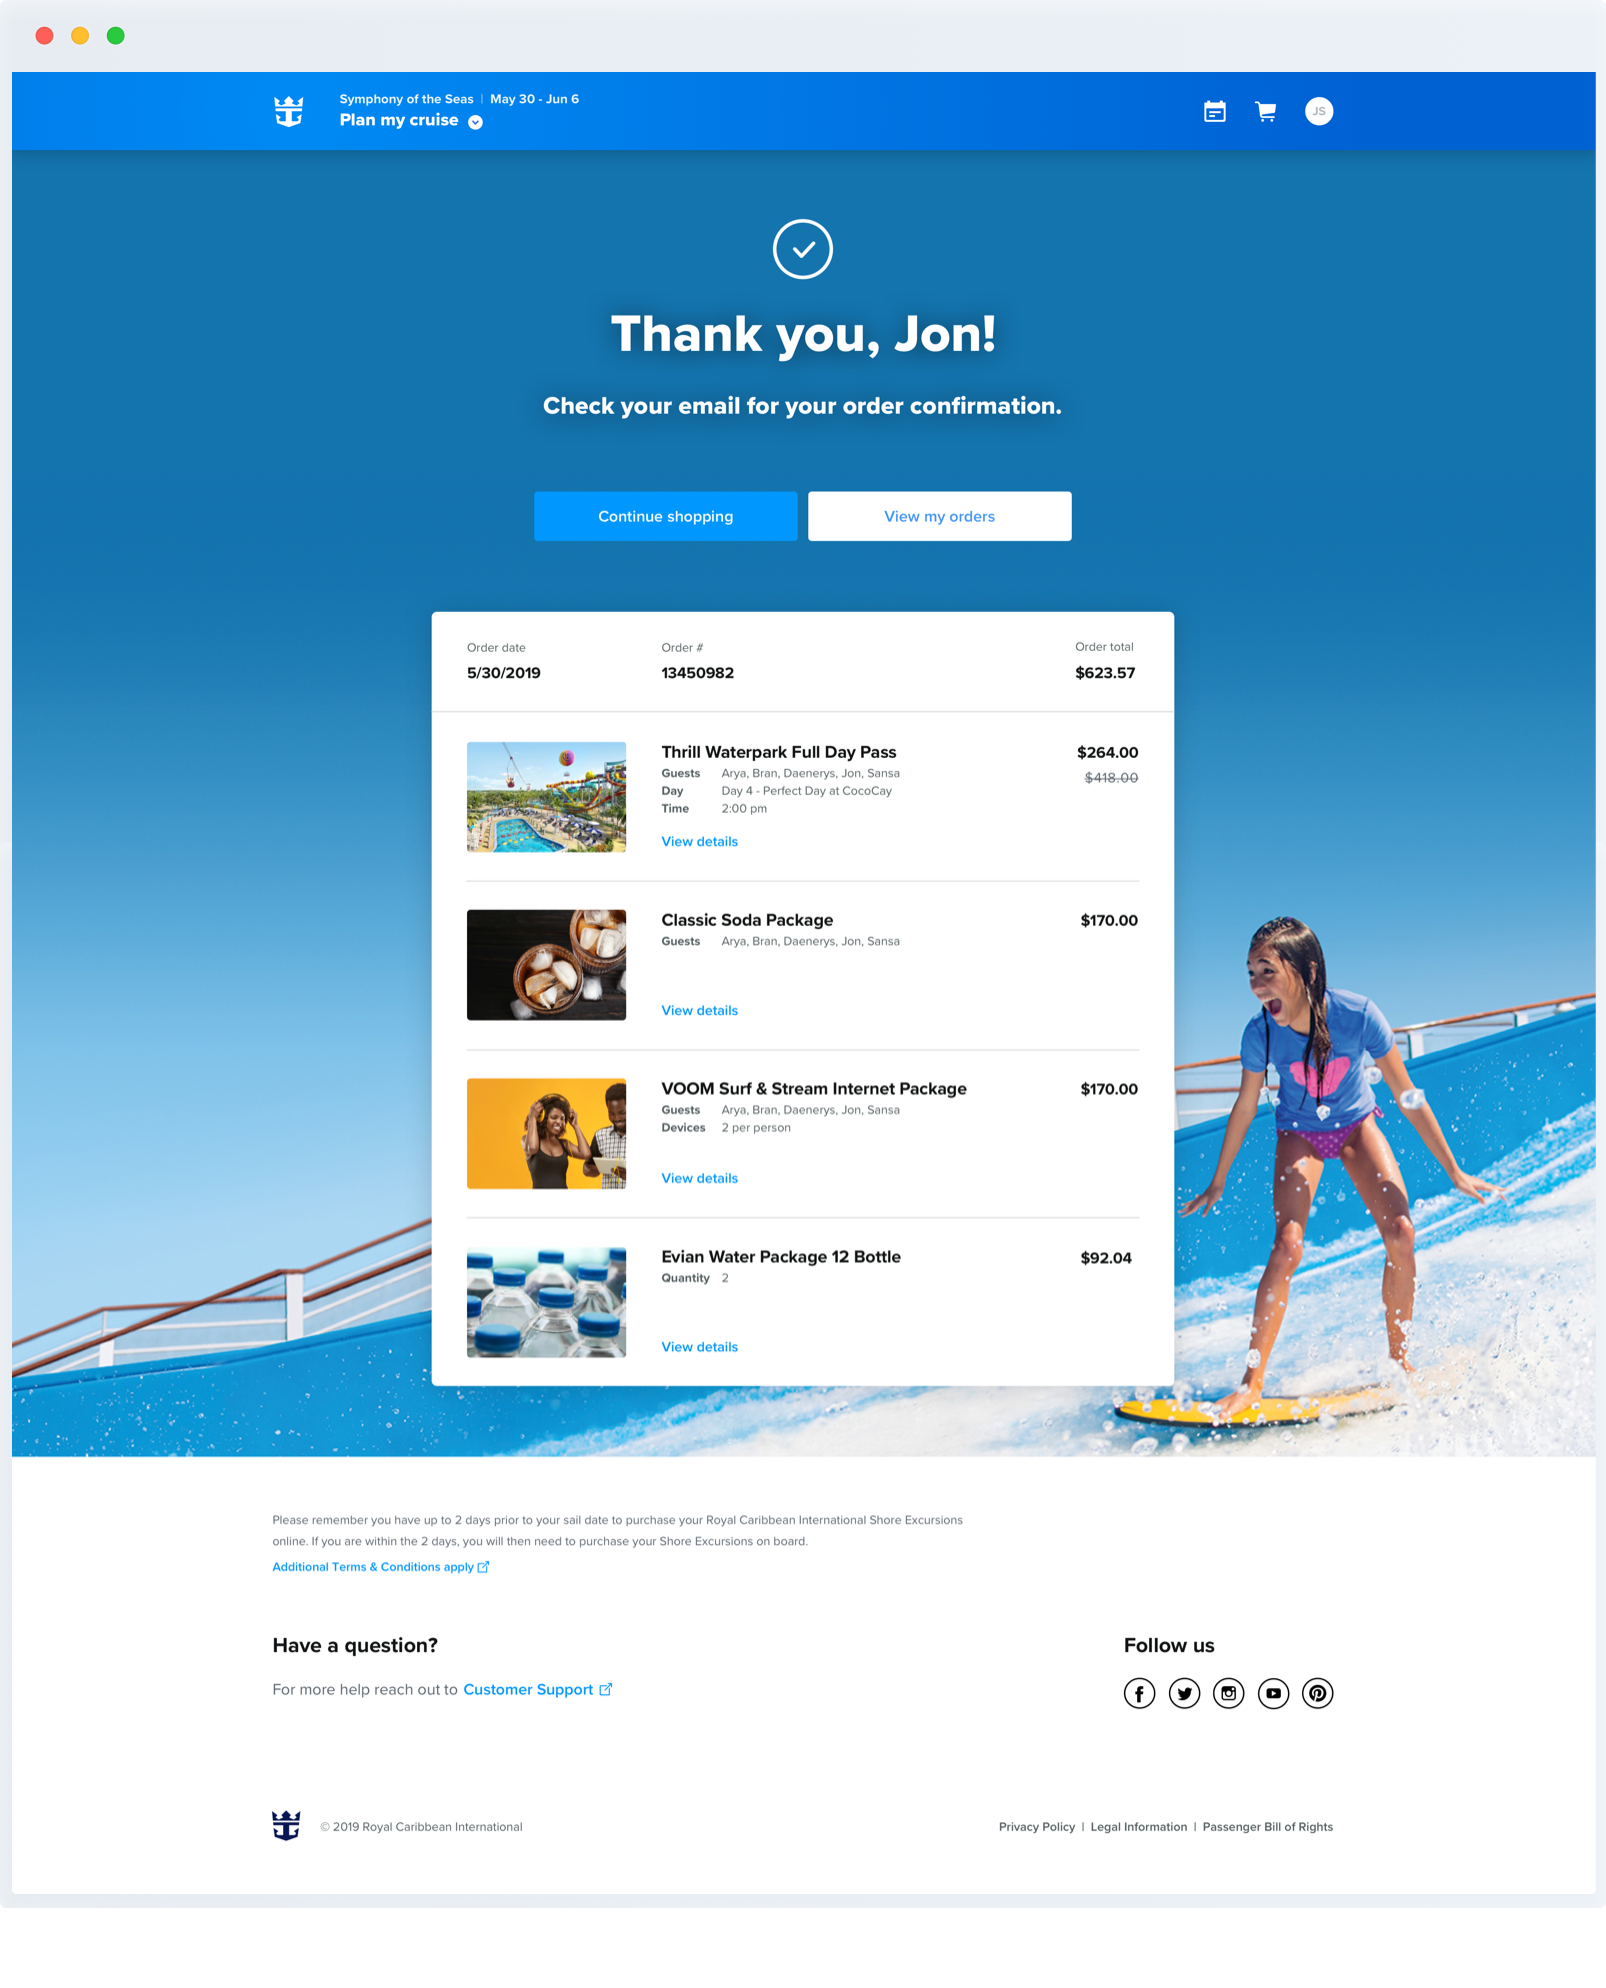 Symphony of the Seas | May 30 - Jun 6
Plan my cruise
JS
Thank you, Jon!
Check your email for your order confirmation.
Continue shopping
View my orders
Order date
5/30/2019
Order #
13450982
Order total
$623.57
Thrill Waterpark Full Day Pass
$264.00
Guests Arya, Bran, Daenerys, Jon, Sansa
$418.00
Day Day 4 - Perfect Day at CocoCay
Time 2:00 pm
View details
Classic Soda Package
$170.00
Guests Arya, Bran, Daenerys, Jon, Sansa
View details
VOOM Surf & Stream Internet Package
$170.00
Guests Arya, Bran, Daenerys, Jon, Sansa
Devices 2 per person
View details
Evian Water Package 12 Bottle
$92.04
Quantity 2
View details
Please remember you have up to 2 days prior to your sail date to purchase your Royal Caribbean International Shore Excursions
online. If you are within the 2 days, you will then need to purchase your Shore Excursions on board.
Additional Terms & Conditions apply
Have a question?
For more help reach out to Customer Support
Follow us
© 2019 Royal Caribbean International
Privacy Policy | Legal Information | Passenger Bill of Rights